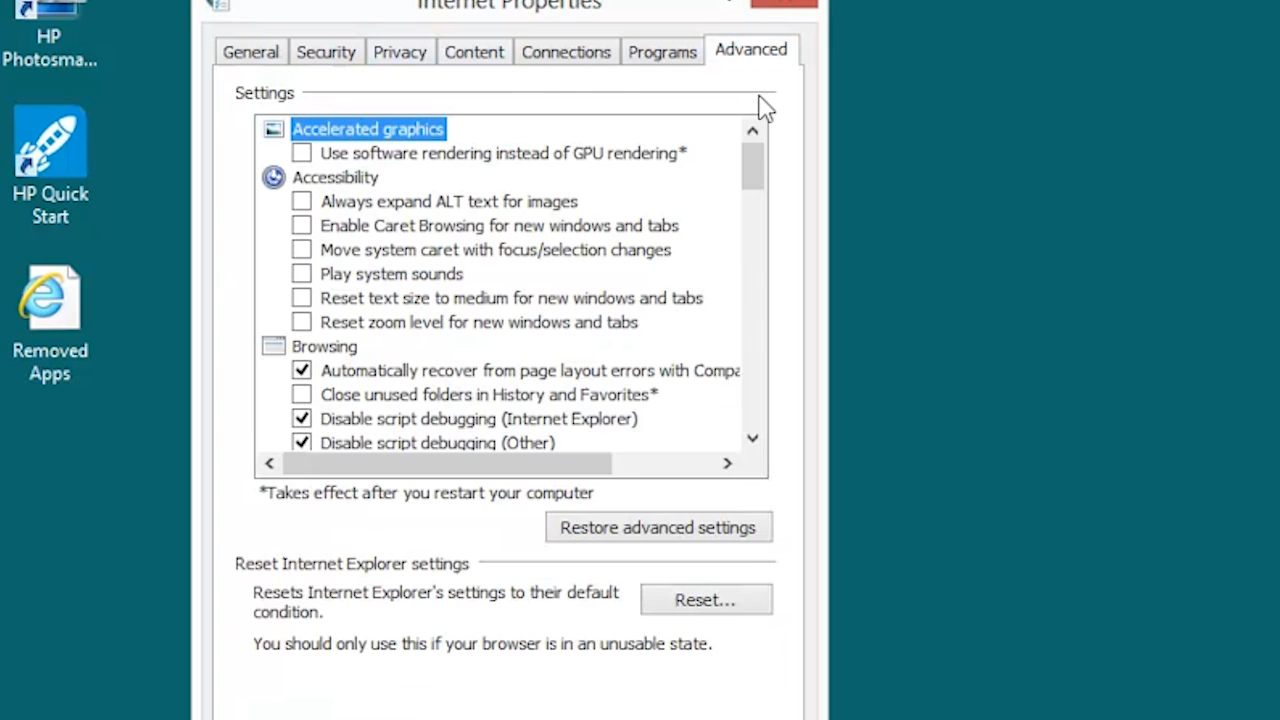 Internet Properties
HP
Photosma...
HP Quick
Start
Removed
Apps
General Security Privacy Content Connections Programs Advanced
Settings
Accelerated graphics
Use software rendering instead of GPU rendering*
Accessibility
Always expand ALT text for images
Enable Caret Browsing for new windows and tabs
Move system caret with focus/selection changes
Play system sounds
Reset text size to medium for new windows and tabs
Reset zoom level for new windows and tabs
Browsing
Automatically recover from page layout errors with Compa
Close unused folders in History and Favorites*
Disable script debugging (Internet Explorer)
Disable script debugging (Other)
*Takes effect after you restart your computer
Restore advanced settings
Reset Internet Explorer settings
Resets Internet Explorer's settings to their default
condition.
Reset...
You should only use this if your browser is in an unusable state.